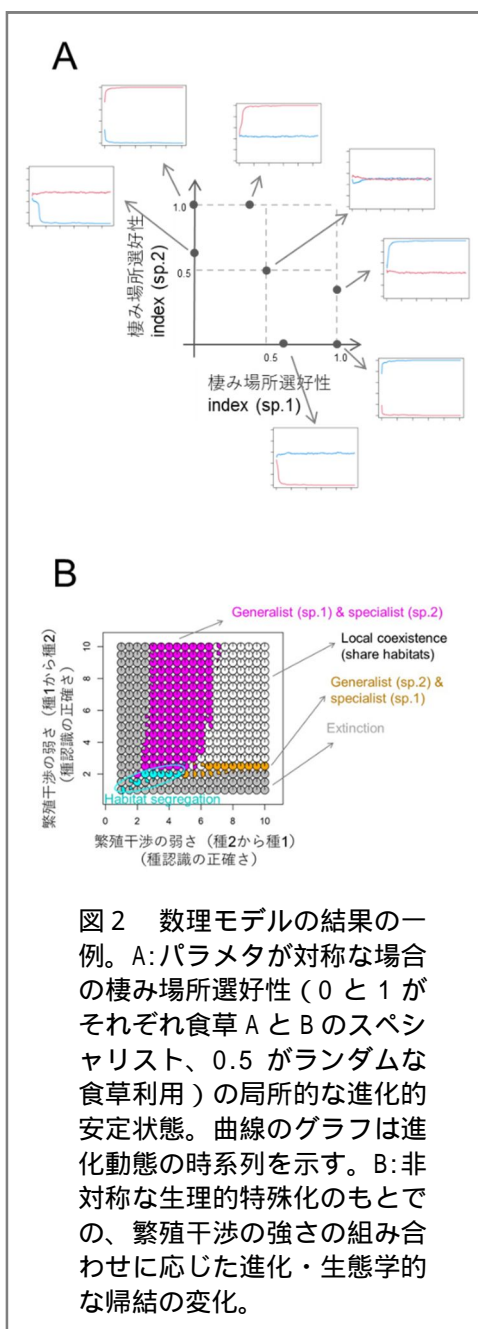 A
1.0
0.5
棲み場所選好性
index (sp.2)
0.5
1.0
棲み場所選好性
index (sp.1)
B
Generalist (sp.1) & specialist (sp.2)
Local coexistence
(share habitats)
Generalist (sp.2) &
specialist (sp.1)
Extinction
Habitat segregation
繁殖干渉の弱さ（種1から種2）
（種認識の正確さ）
10
8
6
4
2
0
2
4
6
8
10
繁殖干渉の弱さ（種2から種1）
（種認識の正確さ）
図２　数理モデルの結果の一
例。A:パラメタが対称な場合
の棲み場所選好性（0 と 1 が
それぞれ食草 A と B のスペシ
ャリスト、0.5 がランダムな
食草利用）の局所的な進化的
安定状態。曲線のグラフは進
化動態の時系列を示す。B:非
対称な生理的特殊化のもとで
の、繁殖干渉の強さの組み合
わせに応じた進化・生態学的
な帰結の変化。